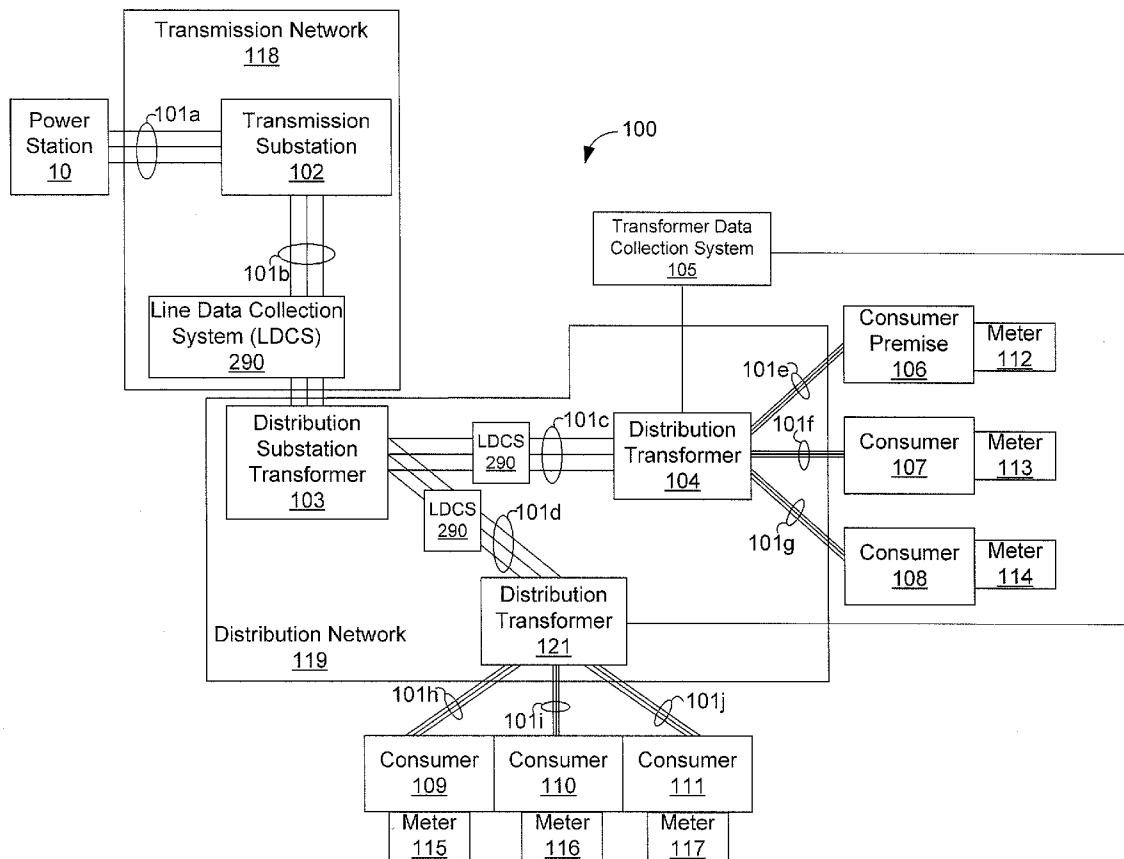 Transmission Network
118
101a
Power
Station
10
Transmission
Substation
102
100
101b
Transformer Data
Collection System
105
Line Data Collection
System (LDCS)
290
Consumer
Premise
106
Meter
112
101e
Distribution
Substation
Transformer
103
LDCS
290
101c
Distribution
Transformer
104
101f
Consumer
107
Meter
113
LDCS
290
101d
101g
Consumer
108
Meter
114
Distribution
Transformer
121
Distribution Network
119
101h
101i
101j
Consumer
109
Consumer
110
Consumer
111
Meter
115
Meter
116
Meter
117